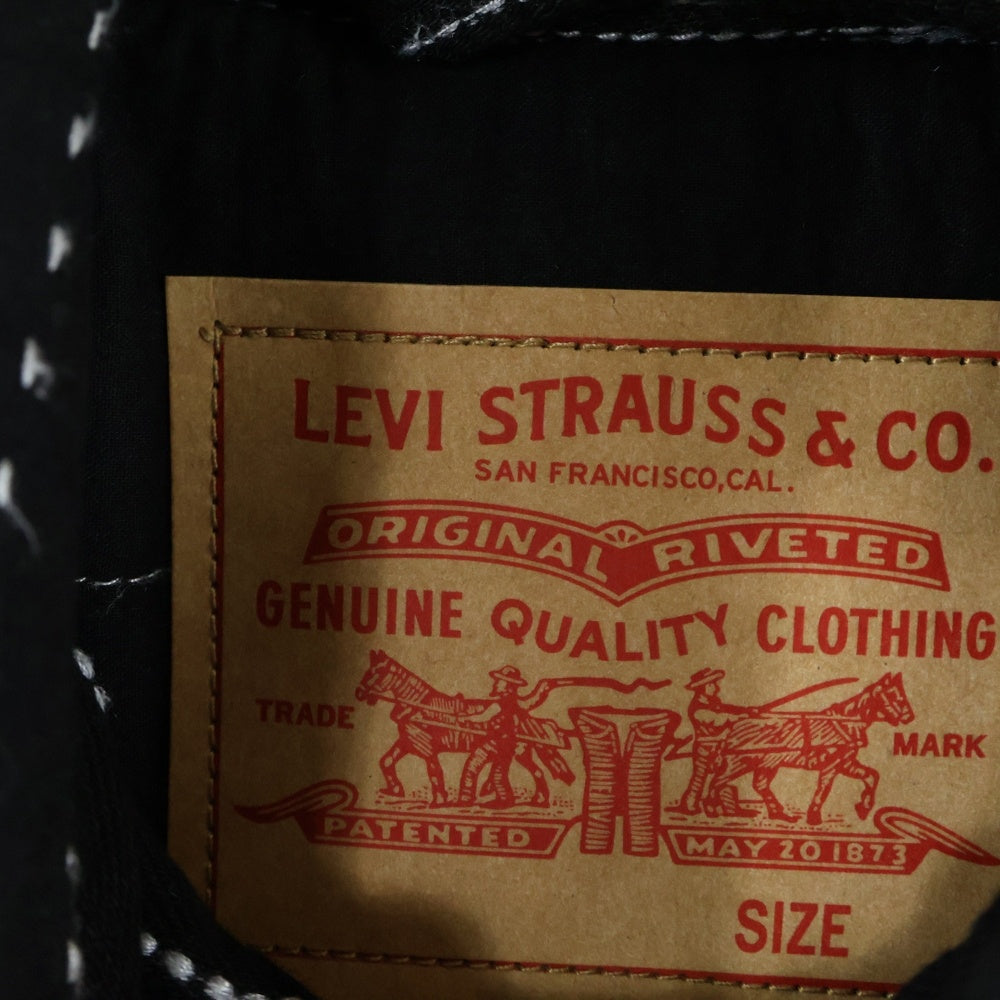 LEVI STRAUSS & CO.
SAN FRANCISCO, CAL.
ORIGINAL RIVETED
GENUINE QUALITY CLOTHING
TRADE MARK
PATENTED MAY 20 1873
SIZE